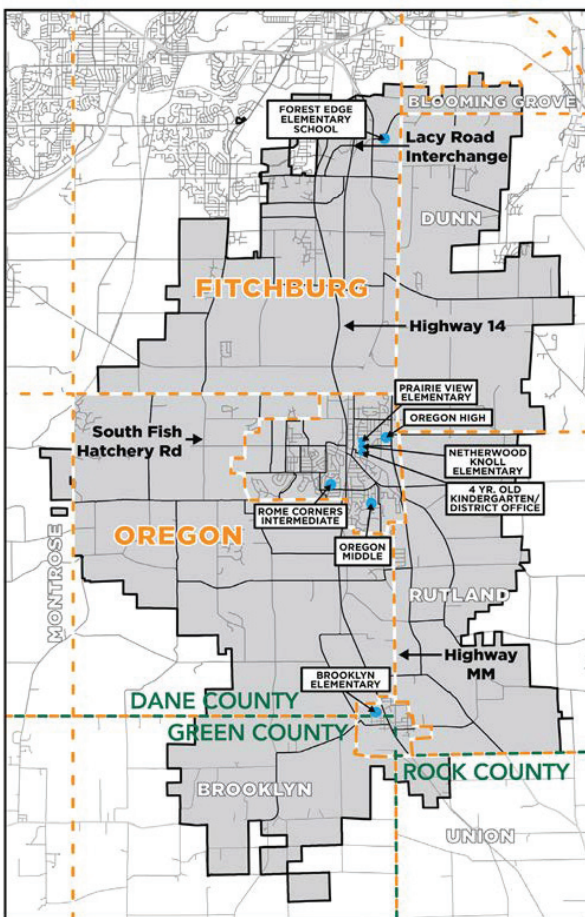 BLOOMING GROVE
FOREST EDGE
ELEMENTARY
SCHOOL
Lacy Road
Interchange
DUNN
FITCHBURG
Highway 14
PRAIRIE VIEW
ELEMENTARY
OREGON HIGH
South Fish
Hatchery Rd
NETHERWOOD
KNOLL
ELEMENTARY
4 YR. OLD
KINDERGARTEN/
DISTRICT OFFICE
ROME CORNERS
INTERMEDIATE
OREGON
OREGON
MIDDLE
MONTROSE
RUTLAND
Highway
MM
BROOKLYN
ELEMENTARY
DANE COUNTY
GREEN COUNTY
ROCK COUNTY
BROOKLYN
UNION